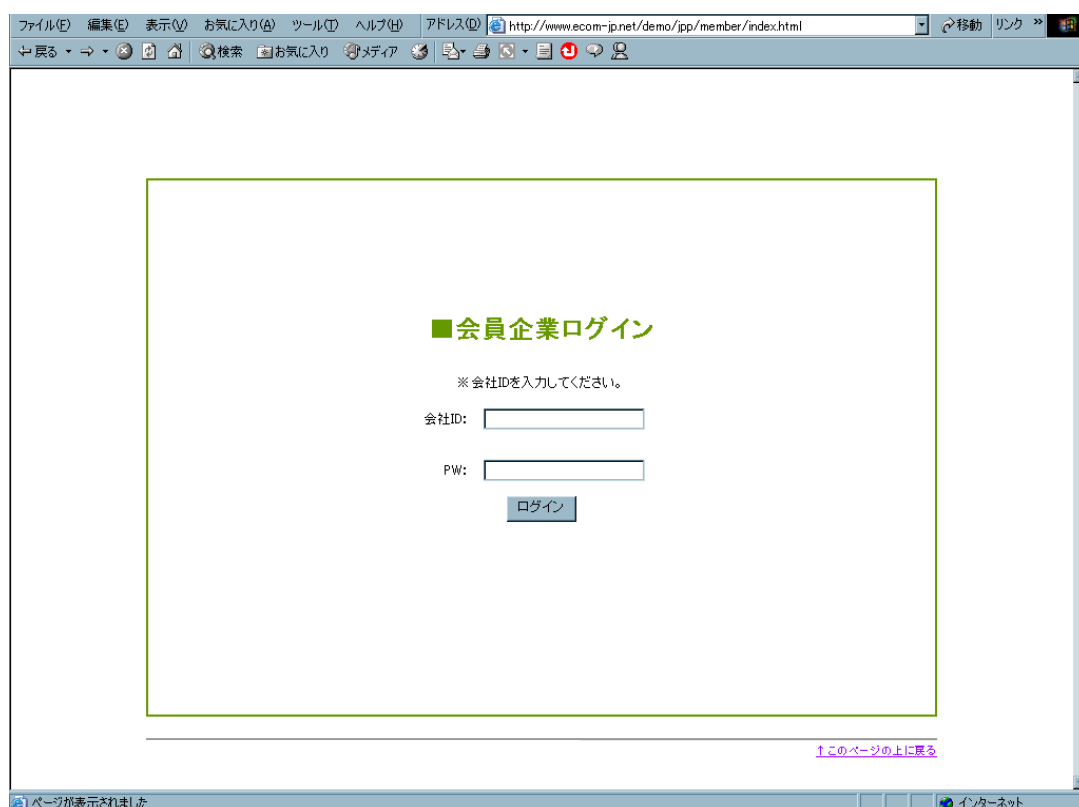 ファイル(F) 編集(E) 表示(V) お気に入り(A) ツール(T) ヘルプ(H) アドレス(D) http://www.ecom-jp.net/demo/jpp/member/index.html 移動 リンク »
戻る 検索 お気に入り メディア
■会員企業ログイン
※会社IDを入力してください。
会社ID:
PW:
ログイン
↑このページの上に戻る
ページが表示されました インターネット